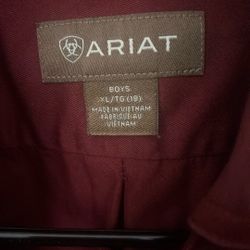 ARIAT
BOYS
XL/TG (18)
MADE IN VIETNAM
FABRIQUÉ AU
VIETNAM